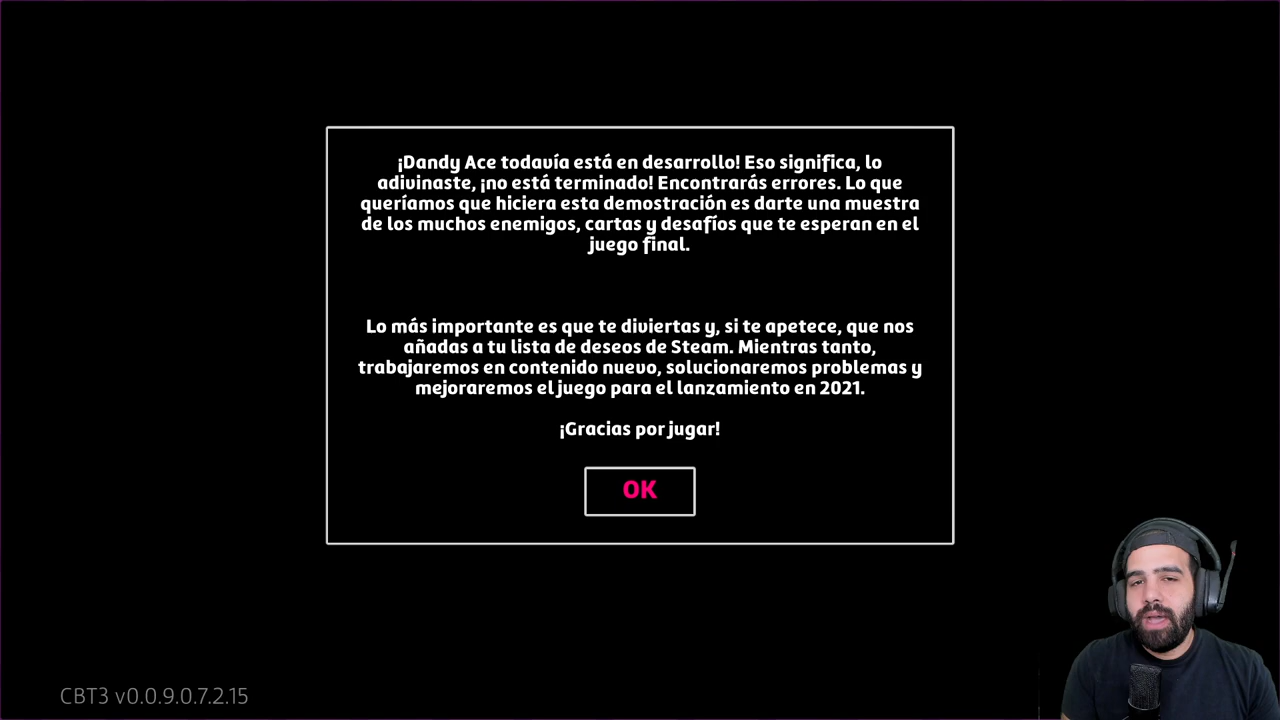 ¡Dandy Ace todavía está en desarrollo! Eso significa, lo
adivinaste, ¡no está terminado! Encontrarás errores. Lo que
queríamos que hiciera esta demostración es darte una muestra
de los muchos enemigos, cartas y desafíos que te esperan en el
juego final.
Lo más importante es que te diviertas y, si te apetece, que nos
añadas a tu lista de deseos de Steam. Mientras tanto,
trabajaremos en contenido nuevo, solucionaremos problemas y
mejoraremos el juego para el lanzamiento en 2021.
¡Gracias por jugar!
OK
CBT3 v0.0.9.0.7.2.15